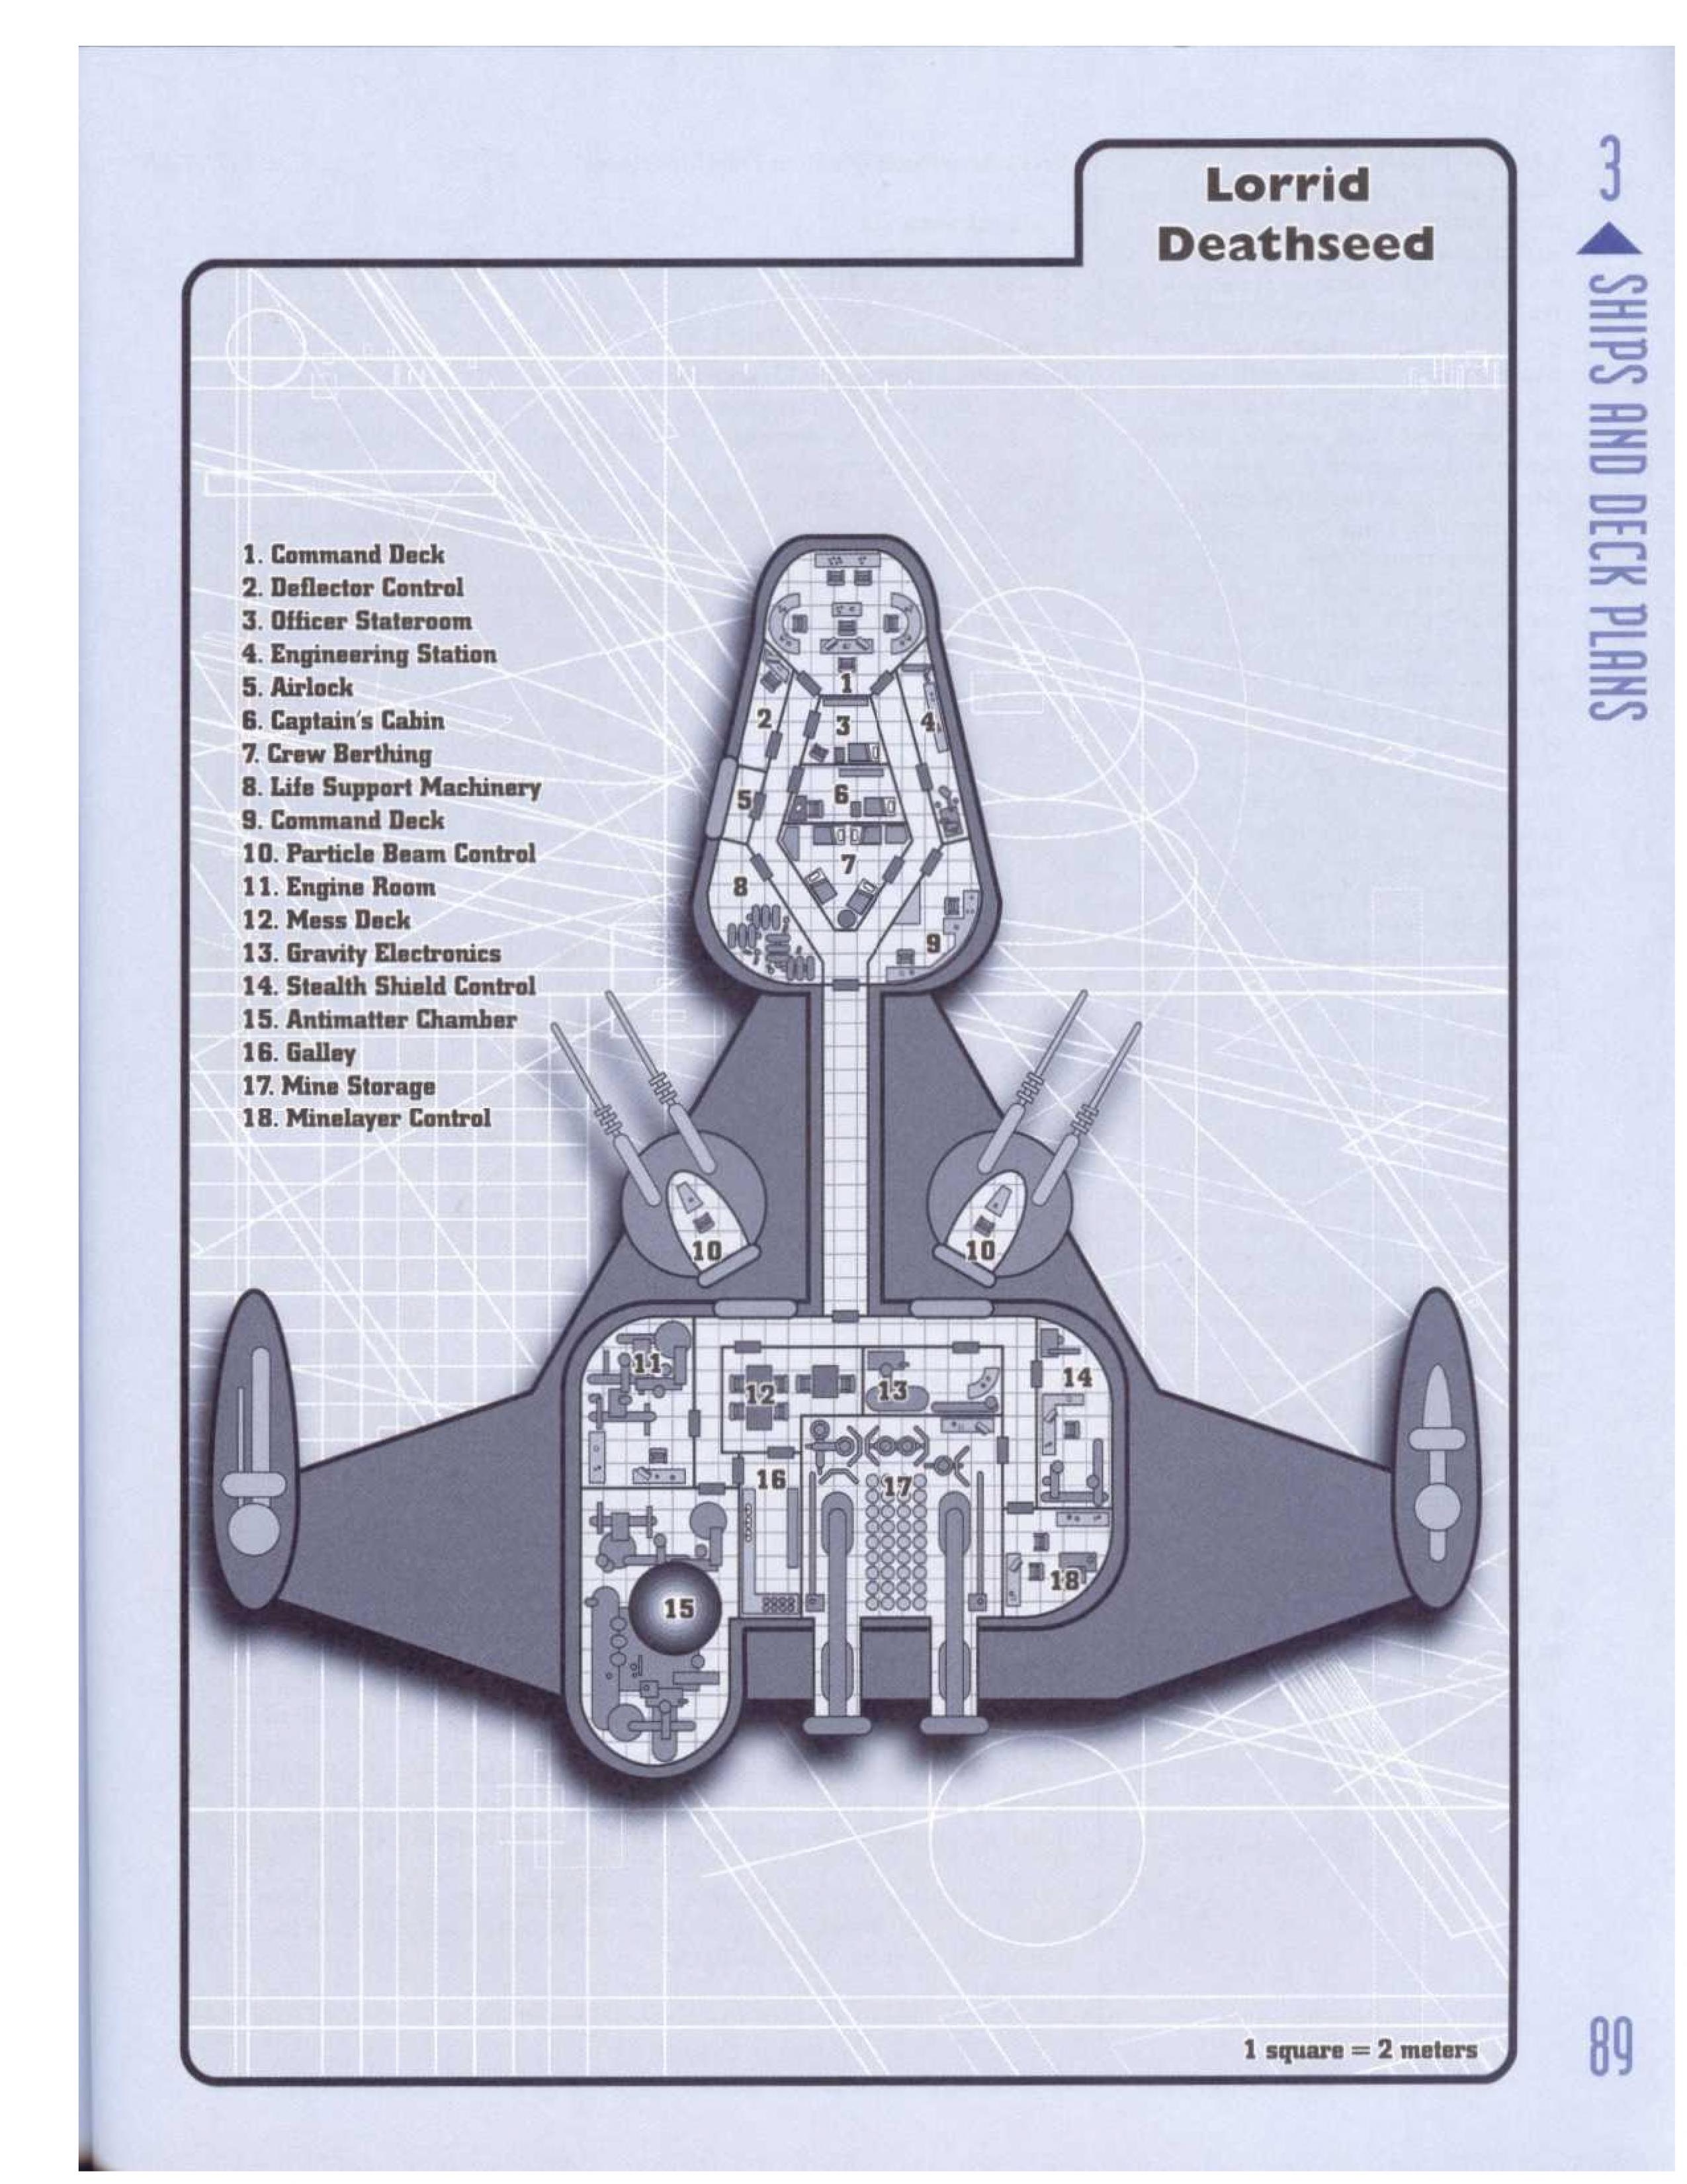 Lorrid
Deathseed
1. Command Deck
2. Deflector Control
3. Officer Stateroom
4. Engineering Station
5. Airlock
6. Captain's Cabin
7. Crew Berthing
8. Life Support Machinery
9. Command Deck
10. Particle Beam Control
11. Engine Room
12. Mess Deck
13. Gravity Electronics
14. Stealth Shield Control
15. Antimatter Chamber
16. Galley
17. Mine Storage
18. Minelayer Control
1
2
3
4
5
6
7
8
9
10
10
11
12
13
14
16
17
18
15
1 square = 2 meters
3
SHIPS AND DECK PLANS
89